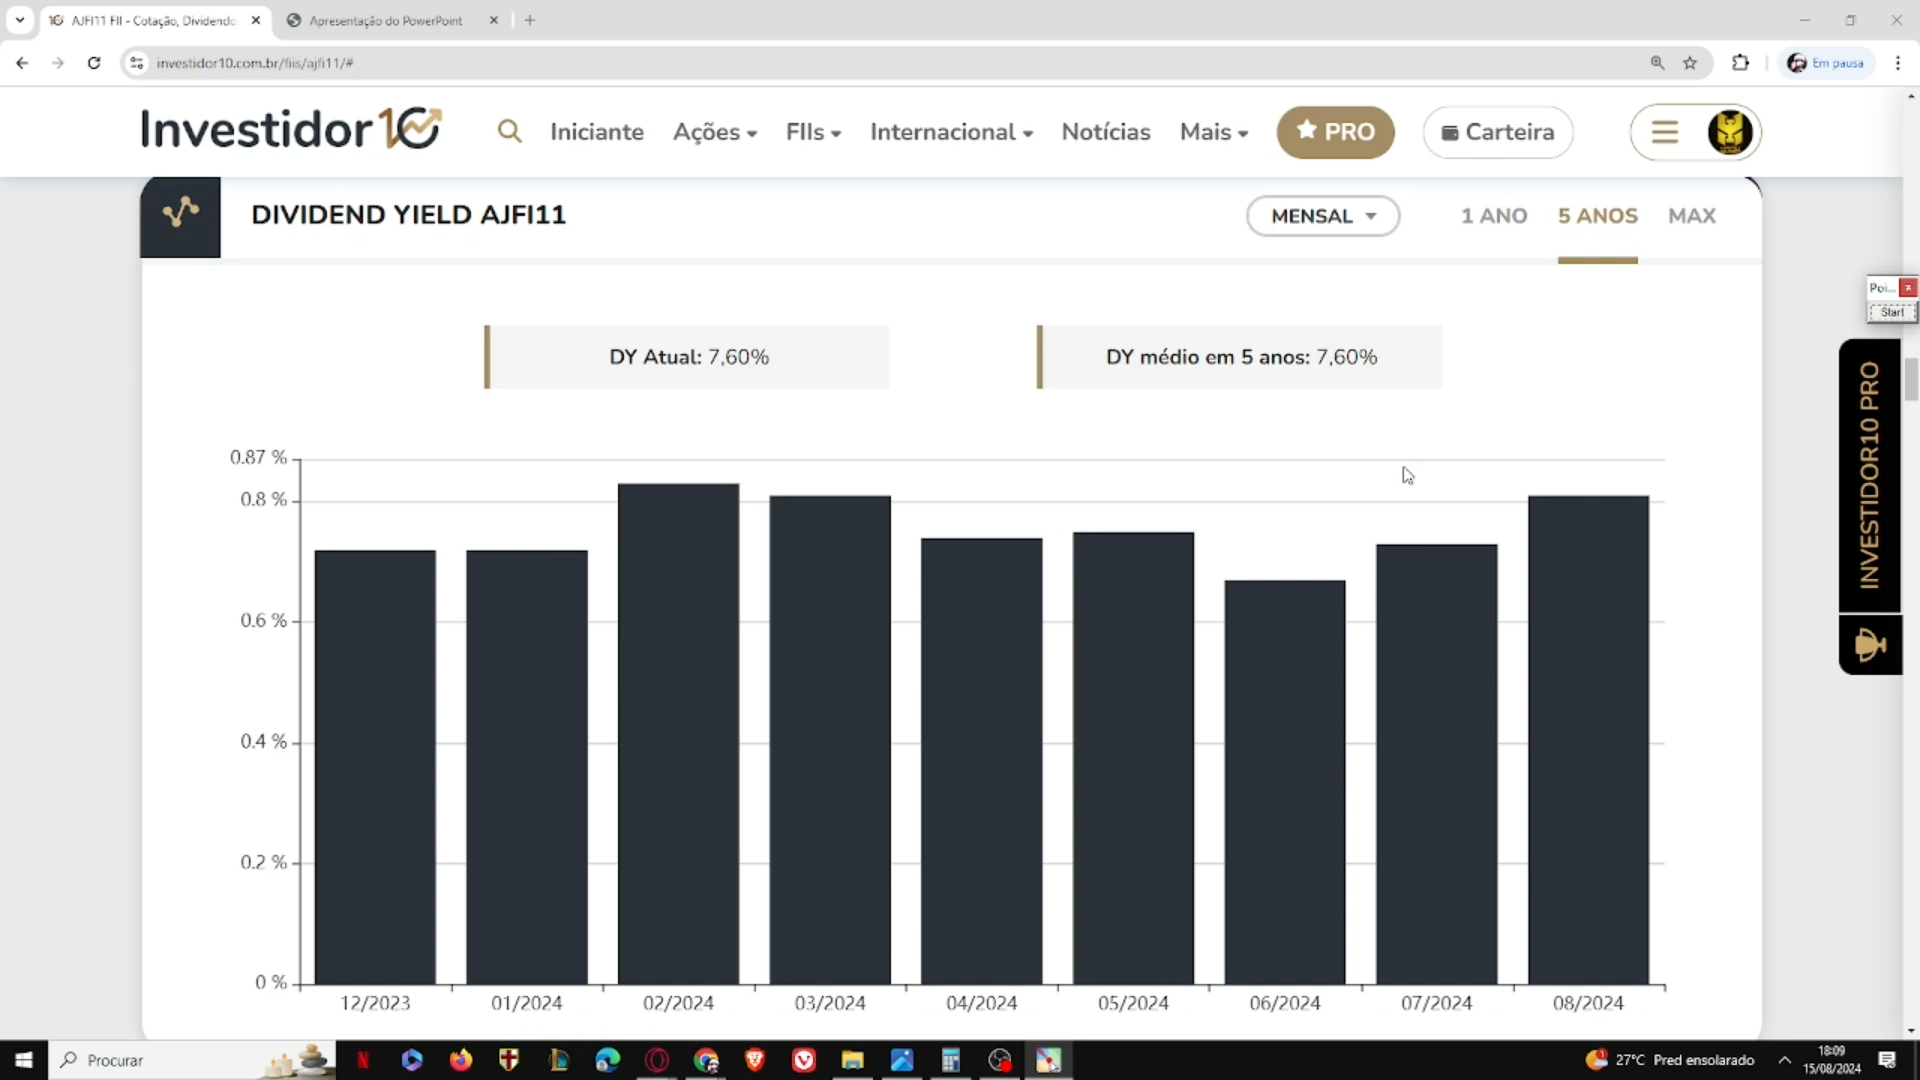 AJFI11 FII - Cotação, Dividendo
Apresentação do PowerPoint
investidor10.com.br/fiis/ajfi11/#
Em pausa
Investidor10
Iniciante
Ações
FIIs
Internacional
Notícias
Mais
PRO
Carteira
DIVIDEND YIELD AJFI11
MENSAL
1 ANO
5 ANOS
MAX
Poi...
Start
DY Atual: 7,60%
DY médio em 5 anos: 7,60%
INVESTIDOR10 PRO
0.87 %
0.8 %
0.6 %
0.4 %
0.2 %
0 %
12/2023
01/2024
02/2024
03/2024
04/2024
05/2024
06/2024
07/2024
08/2024
Procurar
27°C Pred ensolarado
18:09
15/08/2024